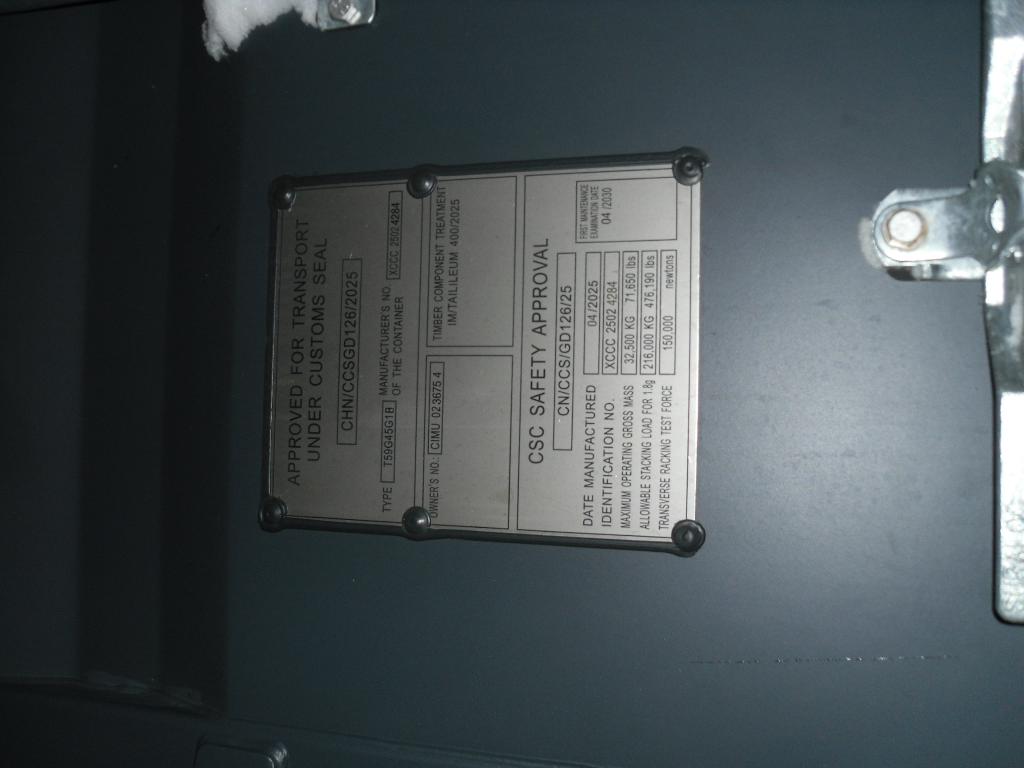 APPROVED FOR TRANSPORT
UNDER CUSTOMS SEAL
CHN/CCSGD126/2025
TYPE T59G45G1B MANUFACTURER'S NO. OF THE CONTAINER XCCC 2502 4284
OWNER'S NO.: CIMU 023675 4
TIMBER COMPONENT TREATMENT
IM/TAILILEUM 400/2025
CSC SAFETY APPROVAL
CN/CCS/GD126/25
DATE MANUFACTURED 04/2025
IDENTIFICATION NO. XCCC 2502 4284
MAXIMUM OPERATING GROSS MASS 32,500 KG 71,650 lbs
ALLOWABLE STACKING LOAD FOR 1.8g 216,000 KG 476,190 lbs
TRANSVERSE RACKING TEST FORCE 150,000 newtons
FIRST MAINTENANCE
EXAMINATION DATE
04 /2030